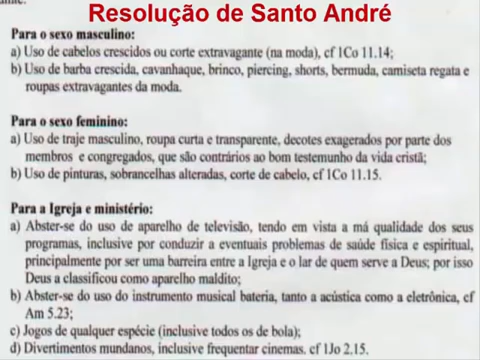 Resolução de Santo André
Para o sexo masculino:
a) Uso de cabelos crescidos ou corte extravagante (na moda), cf 1Co 11.14;
b) Uso de barba crescida, cavanhaque, brinco, piercing, shorts, bermuda, camiseta regata e
roupas extravagantes da moda.
Para o sexo feminino:
a) Uso de traje masculino, roupa curta e transparente, decotes exagerados por parte dos
membros e congregados, que são contrários ao bom testemunho da vida cristã;
b) Uso de pinturas, sobrancelhas alteradas, corte de cabelo, cf 1Co 11.15.
Para a Igreja e ministério:
a) Abster-se do uso de aparelho de televisão, tendo em vista a má qualidade dos seus
programas, inclusive por conduzir a eventuais problemas de saúde física e espiritual,
principalmente por ser uma barreira entre a Igreja e o lar de quem serve a Deus; por isso
Deus a classificou como aparelho maldito;
b) Abster-se do uso do instrumento musical bateria, tanto a acústica como a eletrônica, cf
Am 5.23;
c) Jogos de qualquer espécie (inclusive todos os de bola);
d) Divertimentos mundanos, inclusive frequentar cinemas. cf 1Jo 2.15.